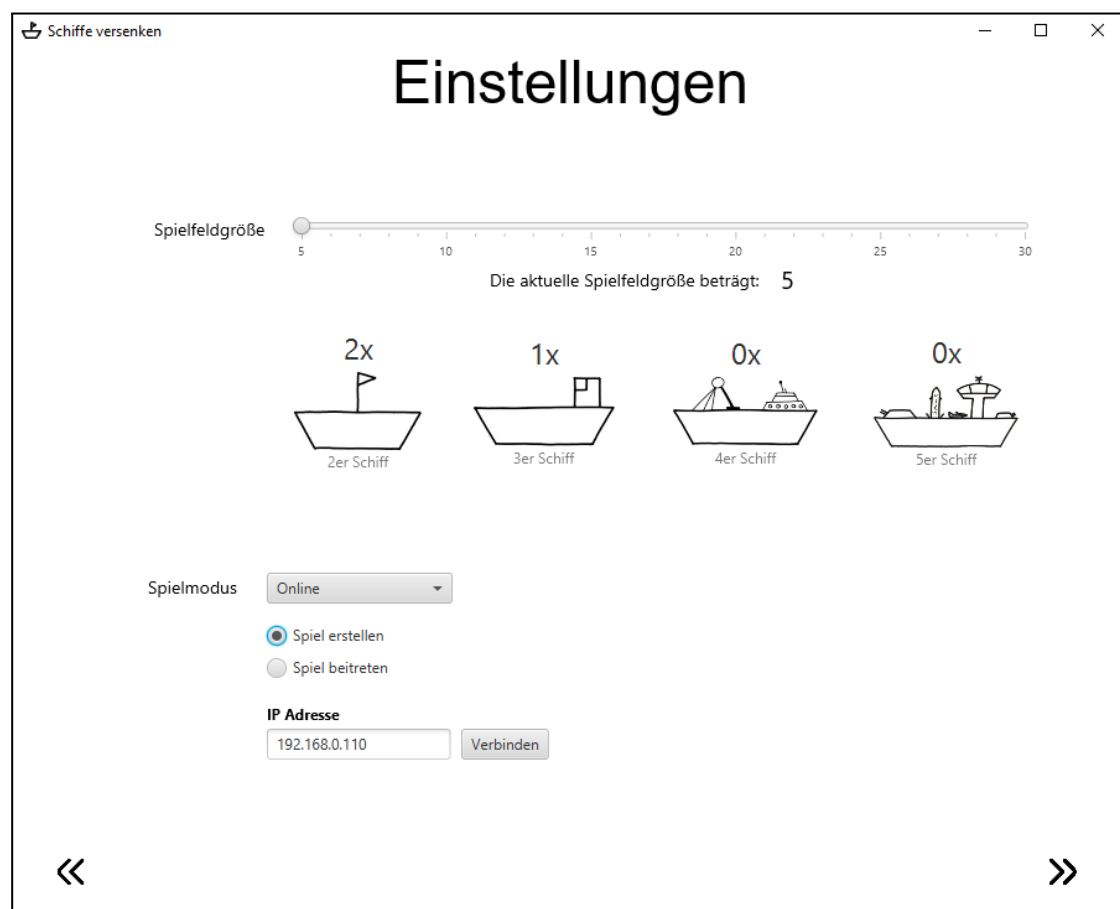 Schiffe versenken
Einstellungen
Spielfeldgröße
5 10 15 20 25 30
Die aktuelle Spielfeldgröße beträgt: 5
2x 1x 0x 0x
2er Schiff 3er Schiff 4er Schiff 5er Schiff
Spielmodus Online
Spiel erstellen
Spiel beitreten
IP Adresse
192.168.0.110 Verbinden